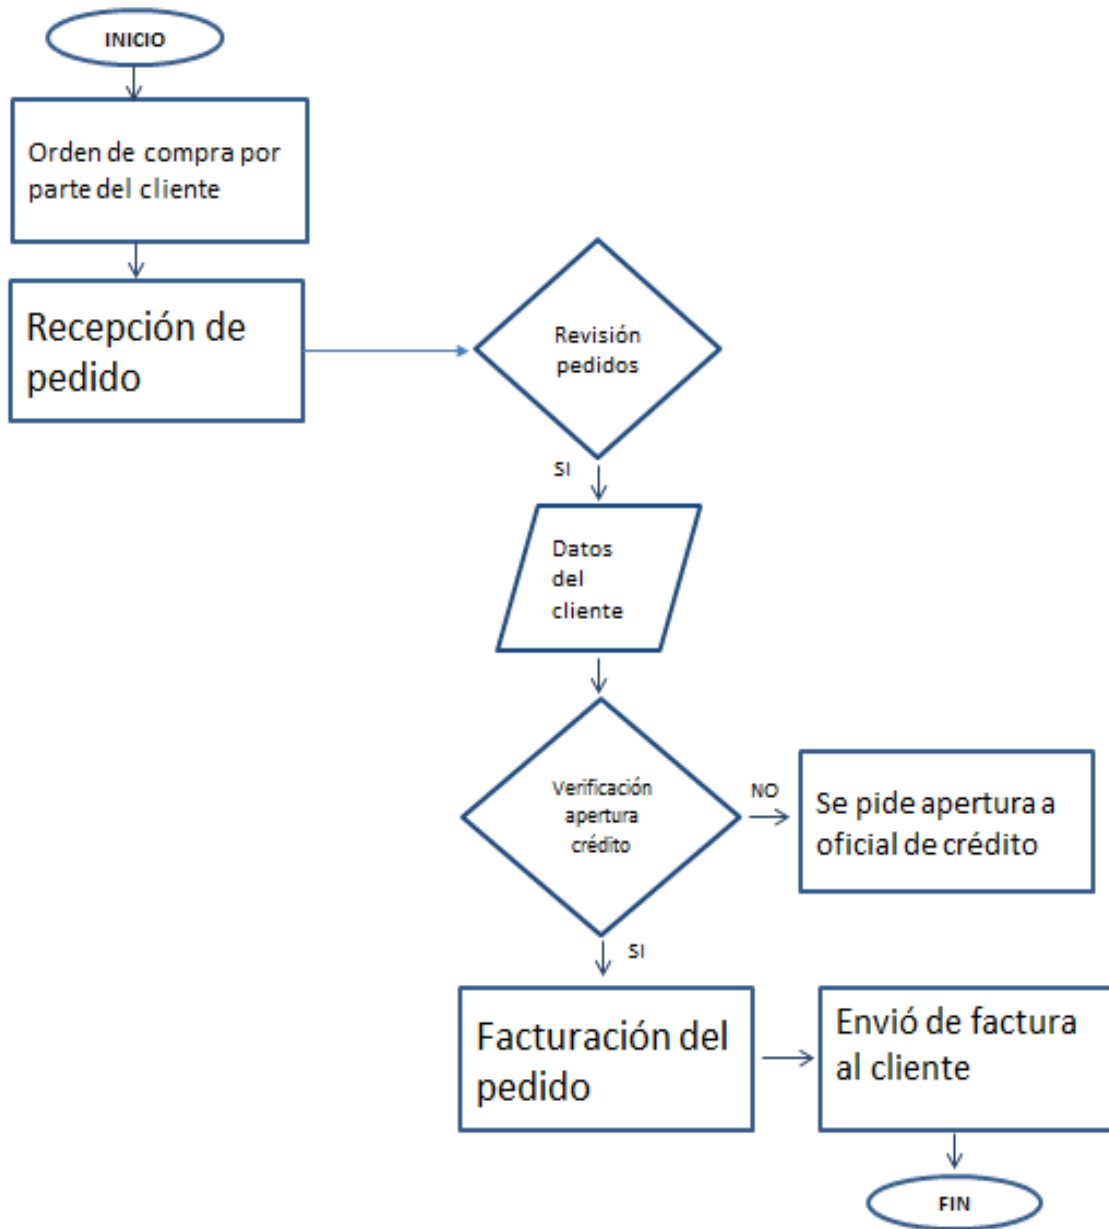 INICIO
Orden de compra por
parte del cliente
Recepción de
pedido
Revisión
pedidos
SI
Datos
del
cliente
Verificación
apertura
crédito
NO
Se pide apertura a
oficial de crédito
SI
Facturación del
pedido
Envió de factura
al cliente
FIN